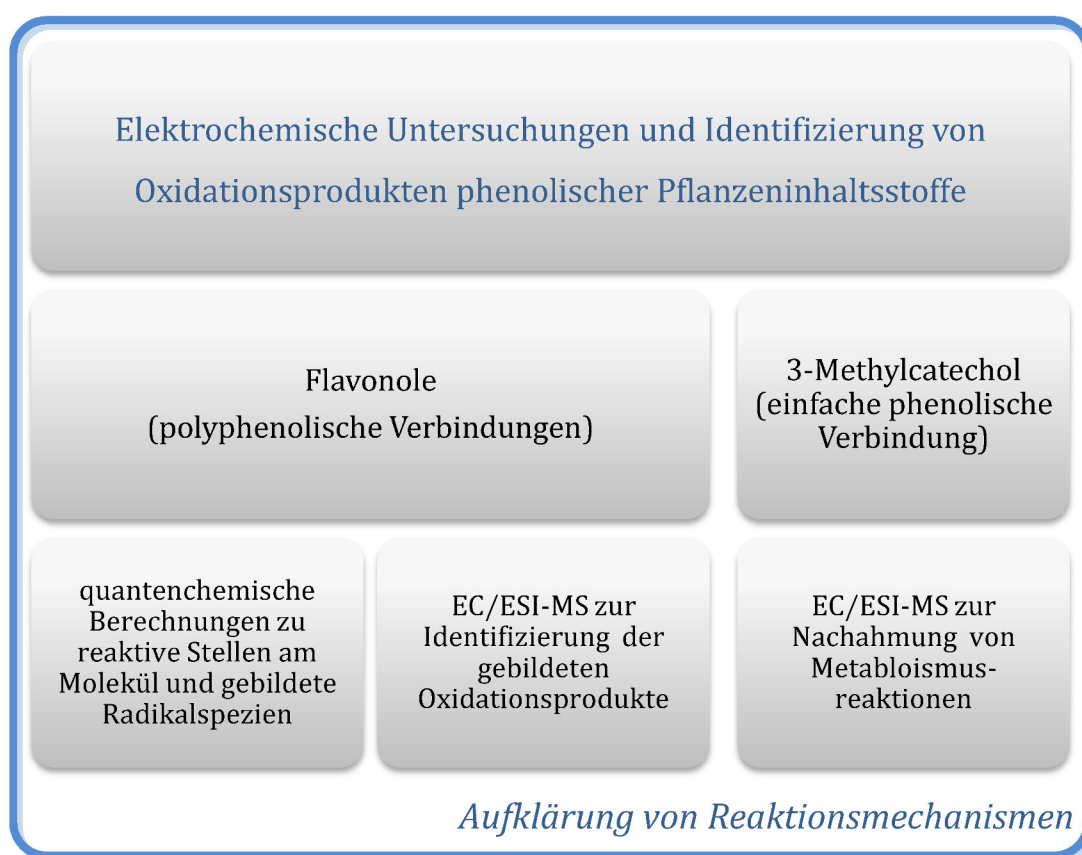 Elektrochemische Untersuchungen und Identifizierung von
Oxidationsprodukten phenolischer Pflanzeninhaltsstoffe
Flavonole
(polyphenolische Verbindungen)
3-Methylcatechol
(einfache phenolische
Verbindung)
quantenchemische
Berechnungen zu
reaktive Stellen am
Molekül und gebildete
Radikalspezien
EC/ESI-MS zur
Identifizierung der
gebildeten
Oxidationsprodukte
EC/ESI-MS zur
Nachahmung von
Metabloismus-
reaktionen
Aufklärung von Reaktionsmechanismen